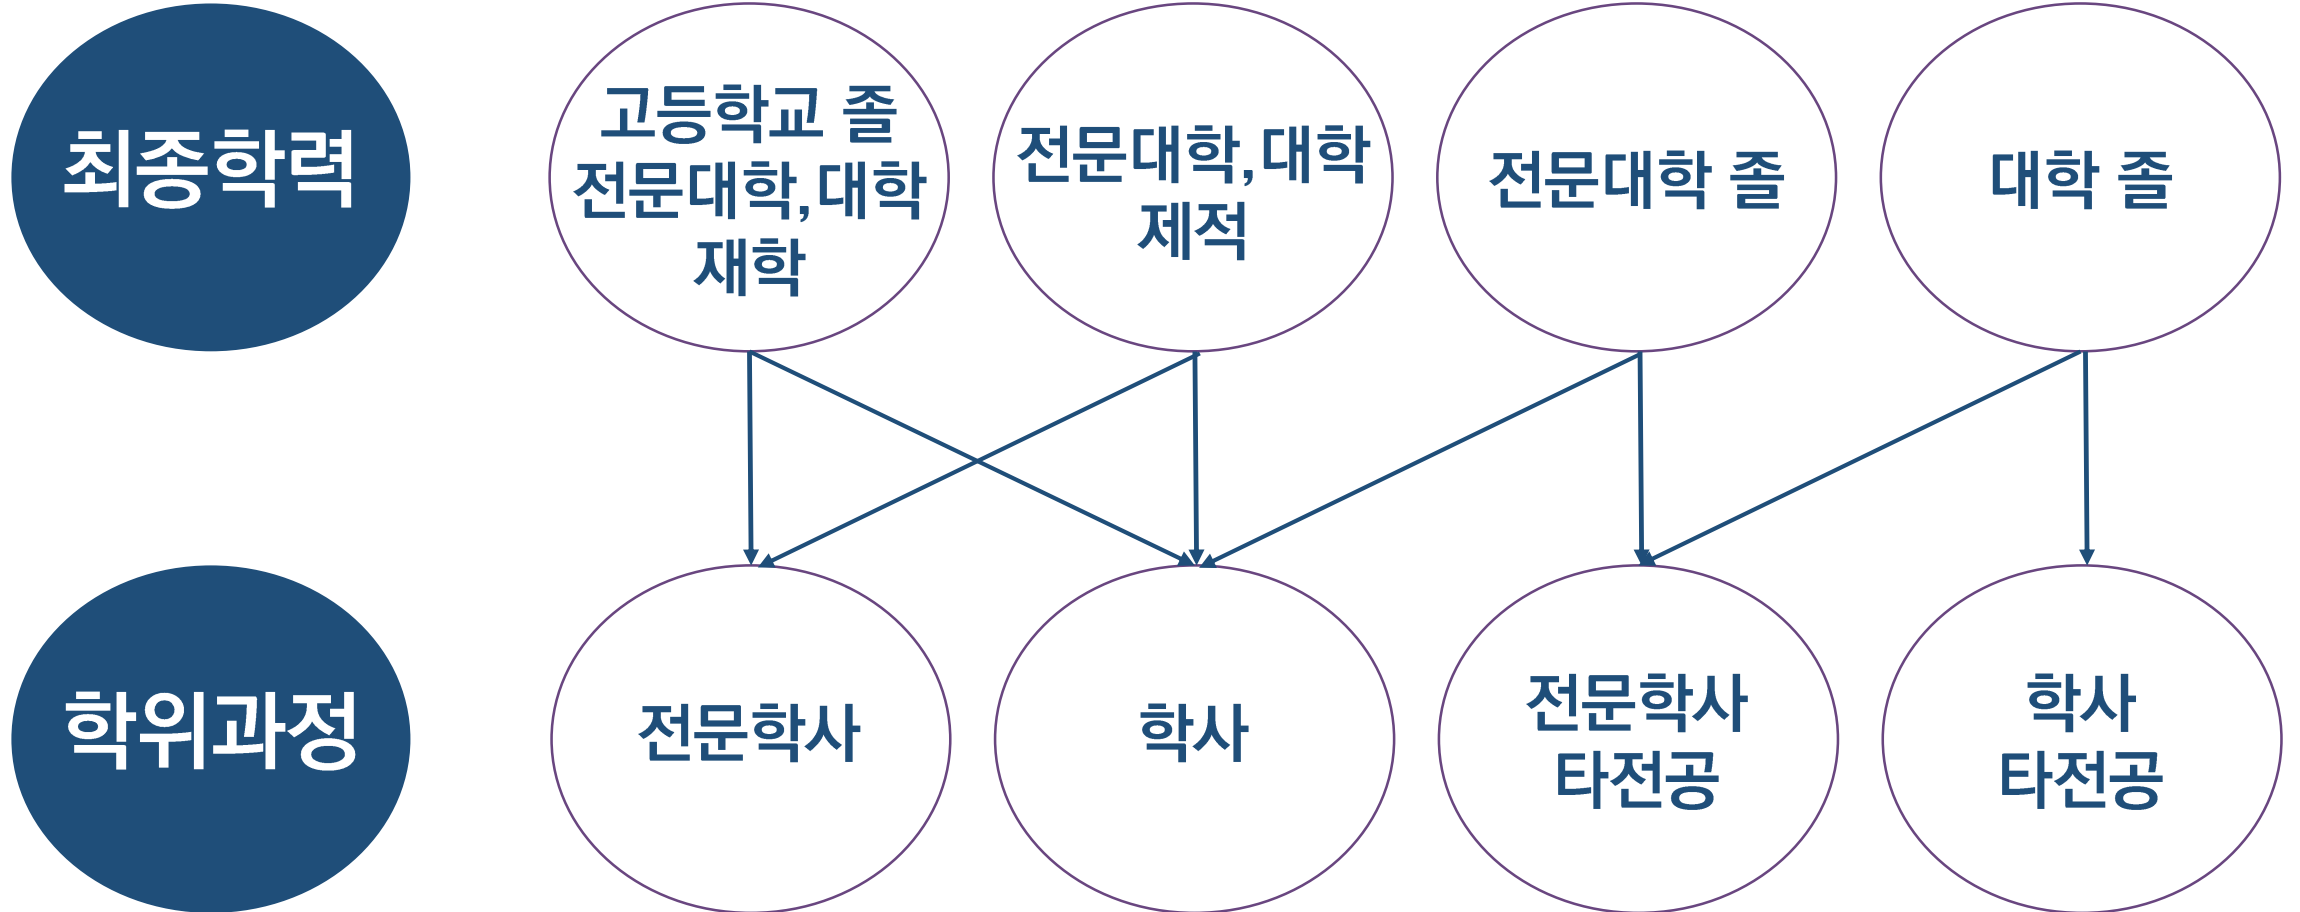 최종학력
고등학교 졸
전문대학, 대학
재학
전문대학, 대학
제적
전문대학 졸
대학 졸
학위과정
전문학사
학사
전문학사
타전공
학사
타전공